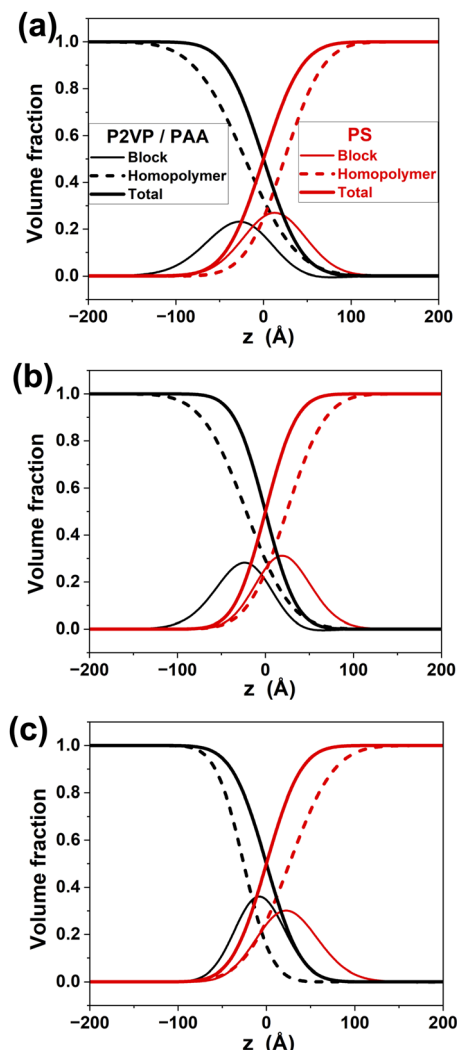 (a)
1.0
0.8
0.6
0.4
0.2
0.0
Volume fraction
P2VP / PAA
Block
Homopolymer
Total
PS
Block
Homopolymer
Total
−200
−100
0
100
200
z (Å)
(b)
1.0
0.8
0.6
0.4
0.2
0.0
Volume fraction
−200
−100
0
100
200
z (Å)
(c)
1.0
0.8
0.6
0.4
0.2
0.0
Volume fraction
−200
−100
0
100
200
z (Å)